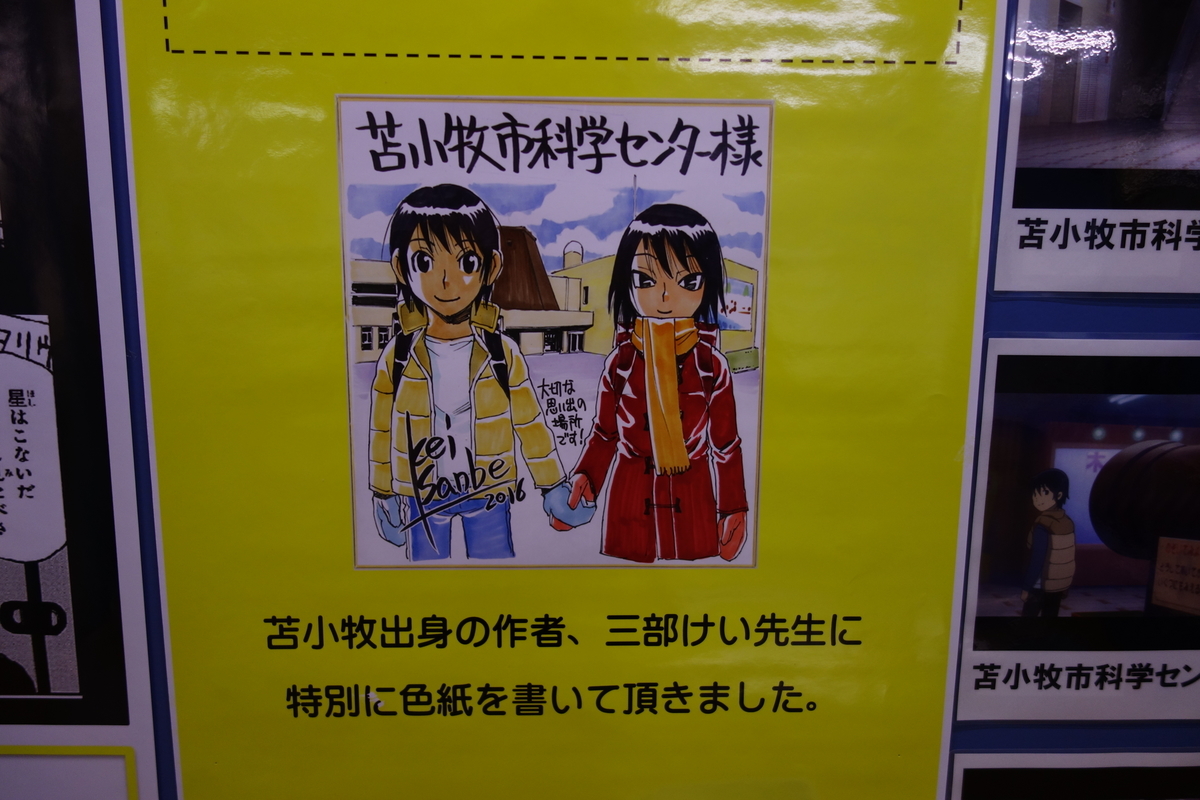 苫小牧市科学センター様
大切な
思い出の
場所
です!
Kei
Sanbe
2016
苫小牧出身の作者、三部けい先生に
特別に色紙を書いて頂きました。
星はこないだ
ほし
苫小牧市科学
木
苫小牧市科学セン